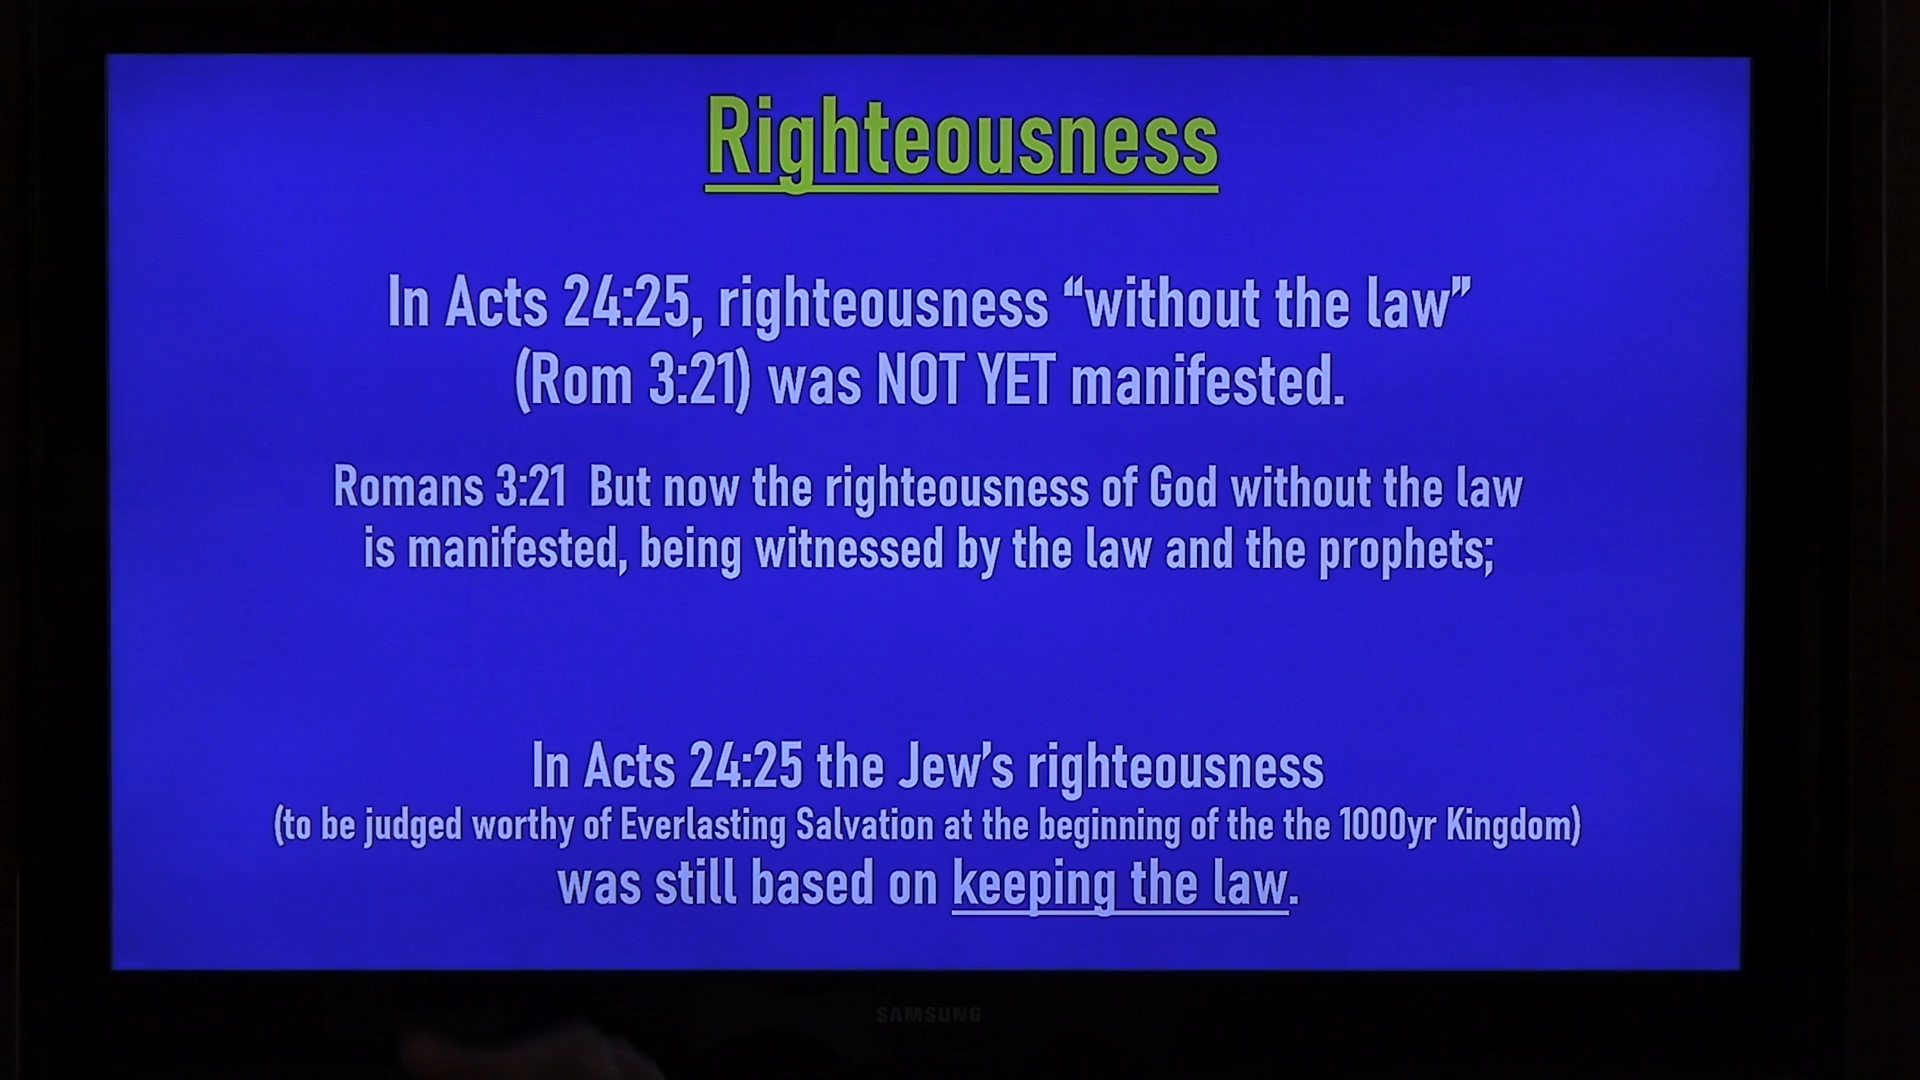 Righteousness
In Acts 24:25, righteousness “without the law”
(Rom 3:21) was NOT YET manifested.
Romans 3:21 But now the righteousness of God without the law
is manifested, being witnessed by the law and the prophets;
In Acts 24:25 the Jew’s righteousness
(to be judged worthy of Everlasting Salvation at the beginning of the the 1000yr Kingdom)
was still based on keeping the law.
SAMSUNG